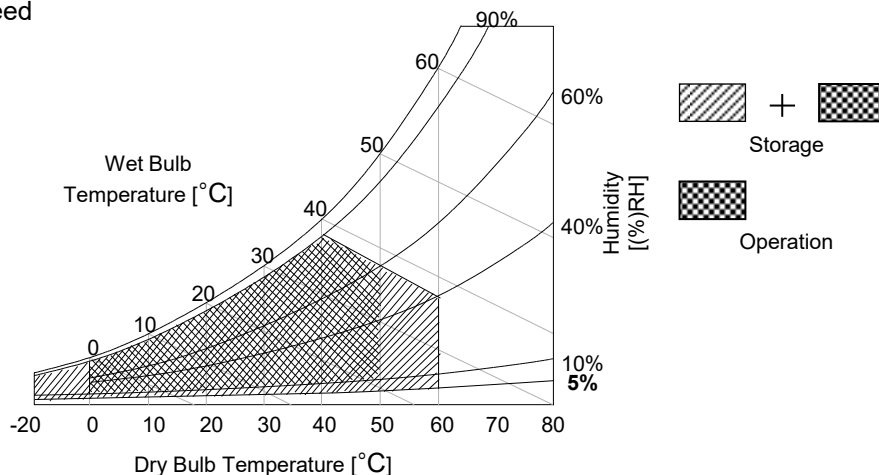 eed
90%
60
60%
50
Wet Bulb
Temperature [°C]
+
Storage
40
40%
Humidity
[(%)RH]
Operation
30
20
10
0
10%
5%
-20 0 10 20 30 40 50 60 70 80
Dry Bulb Temperature [°C]